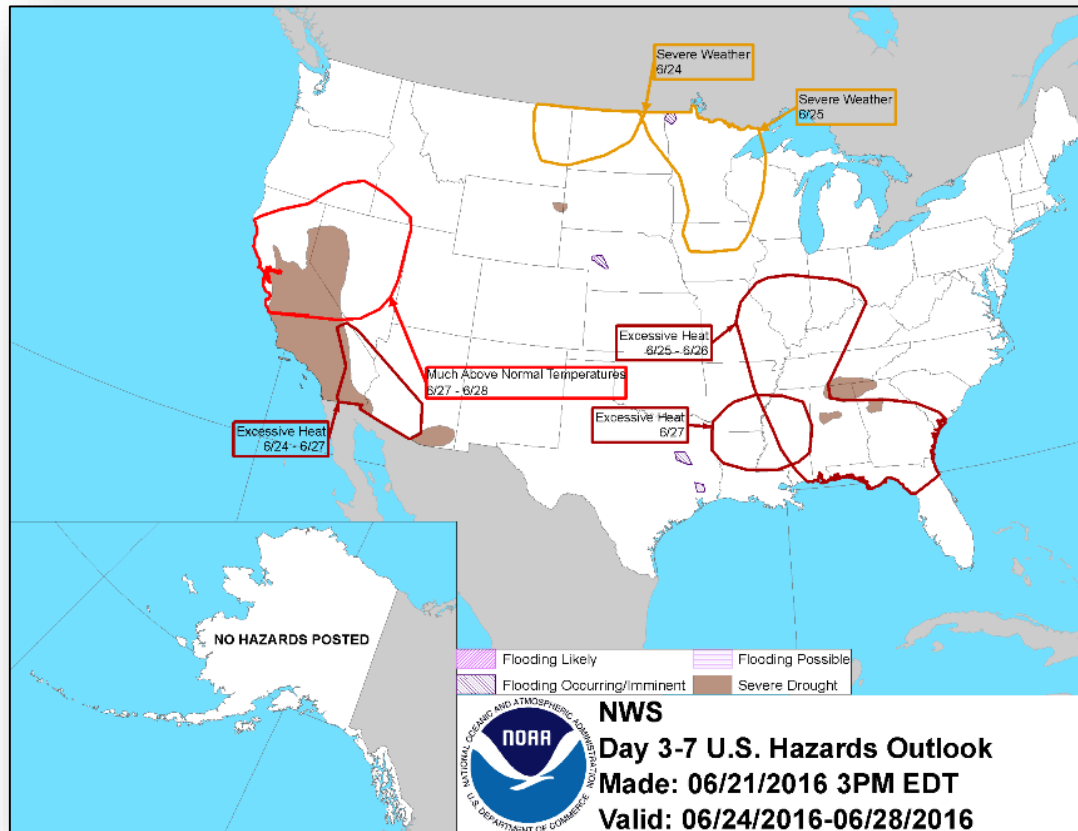 Severe Weather
6/24
Severe Weather
6/25
Excessive Heat
6/25 - 6/26
Much Above Normal Temperatures
6/27 - 6/28
Excessive Heat
6/27
Excessive Heat
6/24 - 6/27
NO HAZARDS POSTED
Flooding Likely
Flooding Possible
Flooding Occurring/Imminent
Severe Drought
NATIONAL OCEANIC AND ATMOSPHERIC ADMINISTRATION
NOAA
U.S. DEPARTMENT OF COMMERCE
NWS
Day 3-7 U.S. Hazards Outlook
Made: 06/21/2016 3PM EDT
Valid: 06/24/2016-06/28/2016